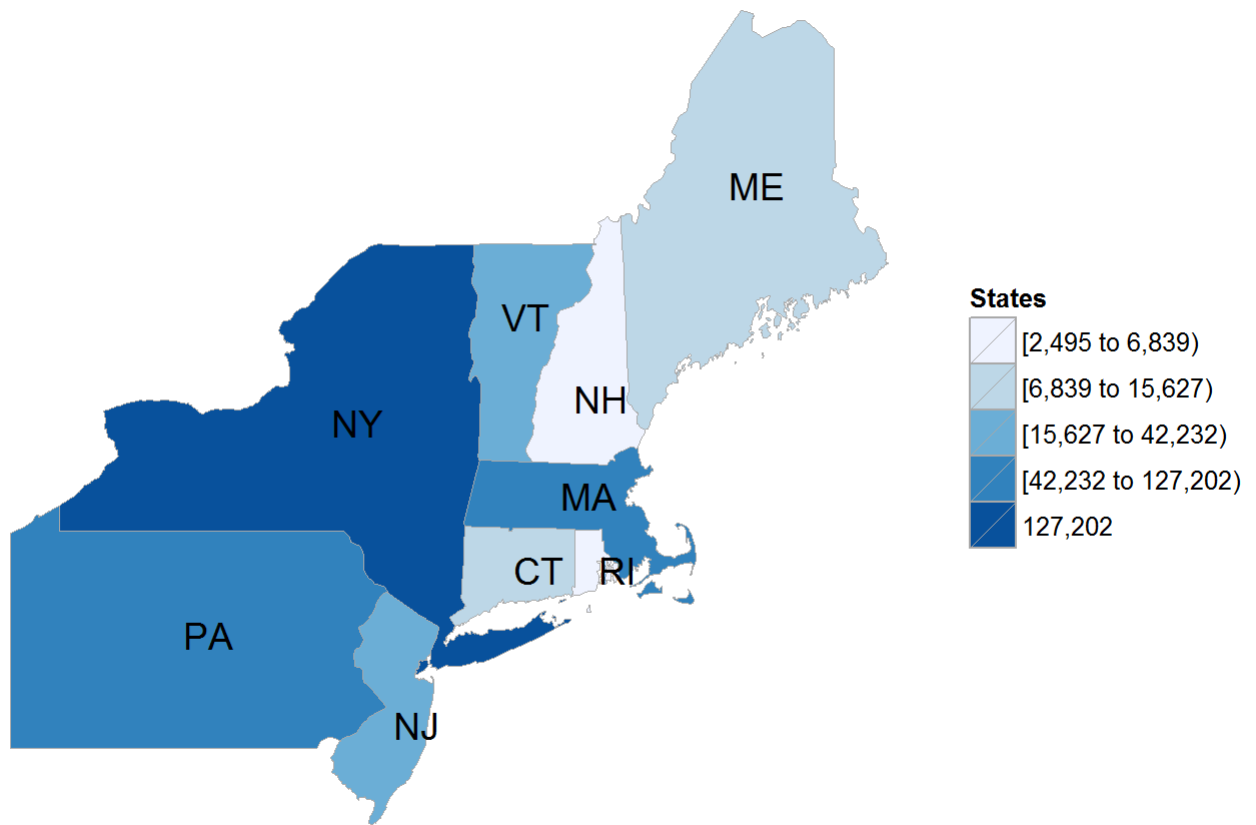 ME
VT
NH
NY
MA
CT
RI
PA
NJ
States
[2,495 to 6,839)
[6,839 to 15,627)
[15,627 to 42,232)
[42,232 to 127,202)
127,202